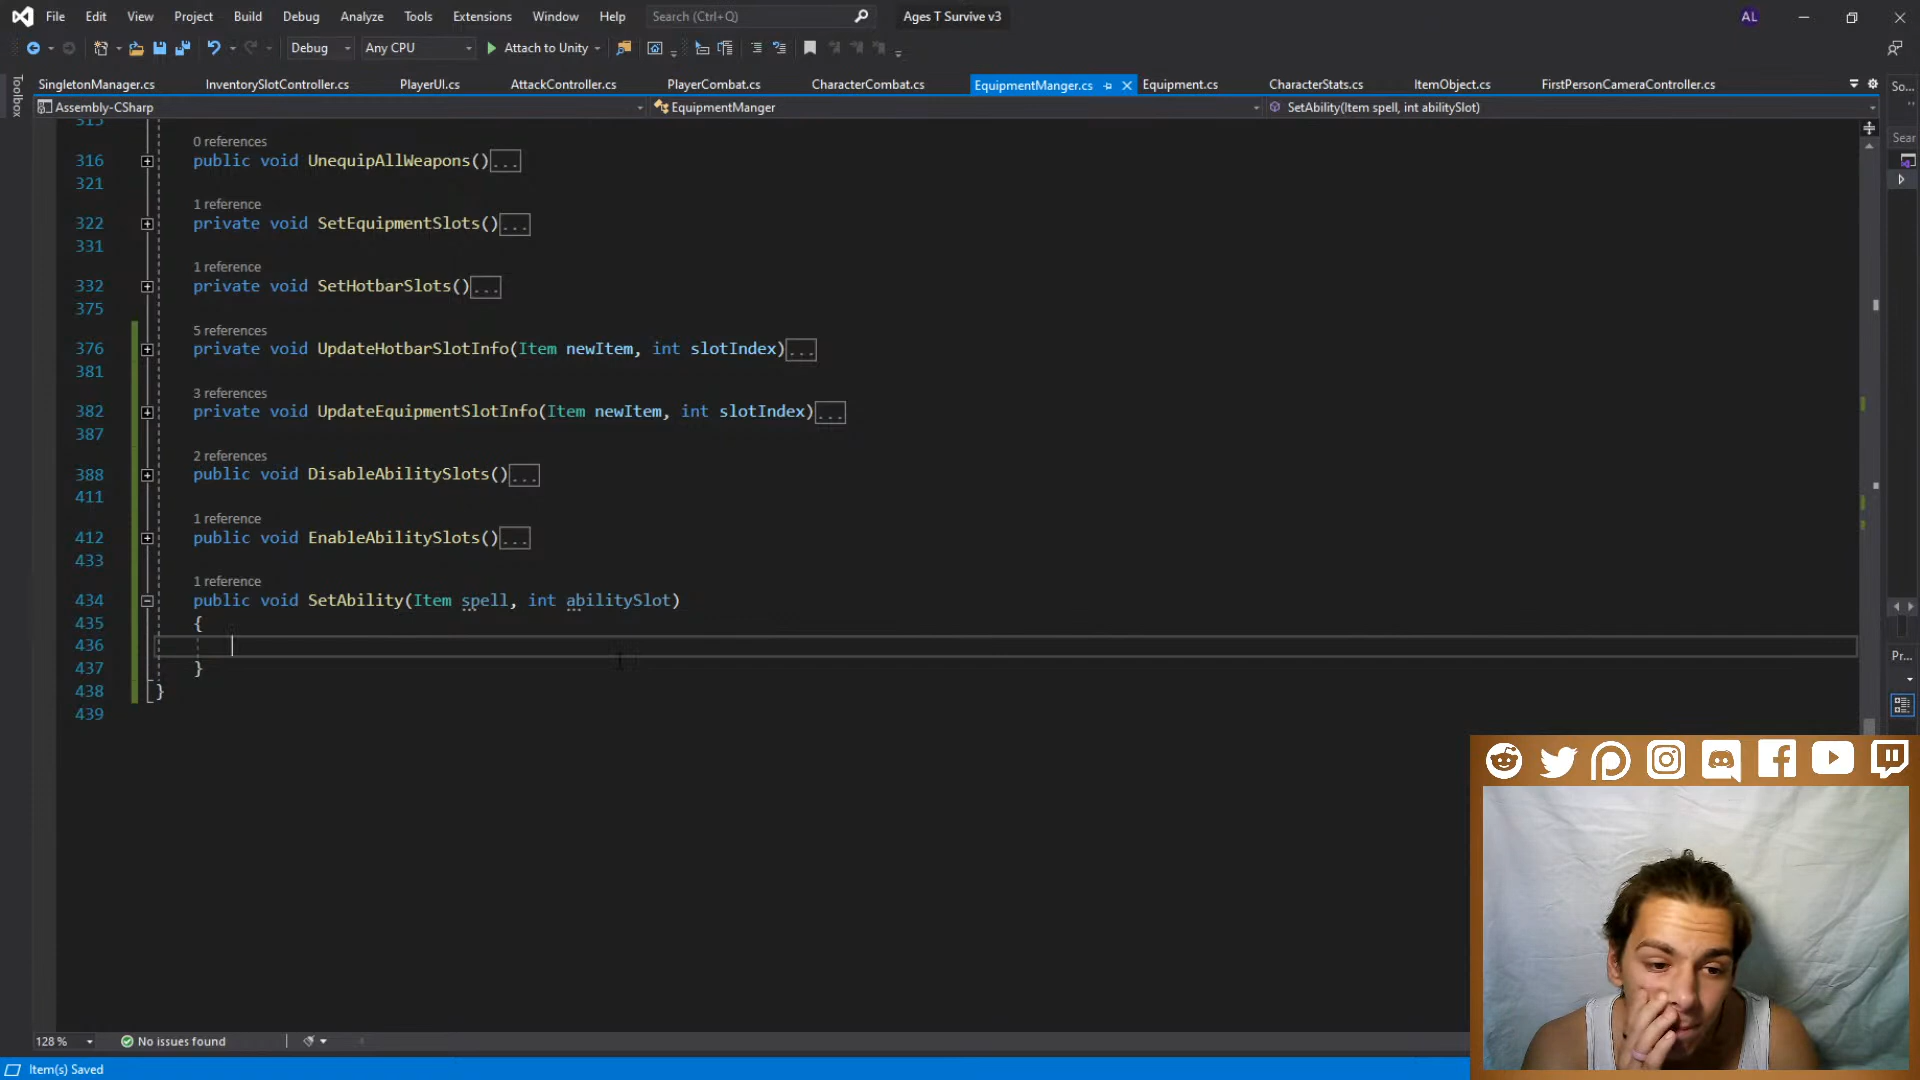 File Edit View Project Build Debug Tools Extensions Window Help Search (Ctrl+Q) Ages T Survive v3 AL
Debug Any CPU Attach to Unity
SingletonManager.cs InventorySlotController.cs PlayerUI.cs AttackController.cs PlayerCombat.cs CharacterCombat.cs EquipmentManger.cs Equipment.cs CharacterStats.cs ItemObject.cs FirstPersonCameraController.cs So...
Toolbox
Assembly-CSharp EquipmentManger SetAbility(Item spell, int abilitySlot)
315
Sear
0 references
316 public void UnequipAllWeapons()...
321
1 reference
322 private void SetEquipmentSlots()...
331
1 reference
332 private void SetHotbarSlots()...
375
5 references
376 private void UpdateHotbarSlotInfo(Item newItem, int slotIndex)...
381
3 references
382 private void UpdateEquipmentSlotInfo(Item newItem, int slotIndex)...
387
2 references
388 public void DisableAbilitySlots()...
411
1 reference
412 public void EnableAbilitySlots()...
433
1 reference
434 public void SetAbility(Item spell, int abilitySlot)
435 {
436
Pr...
437 }
438 }
439
128 % No issues found
Item(s) Saved